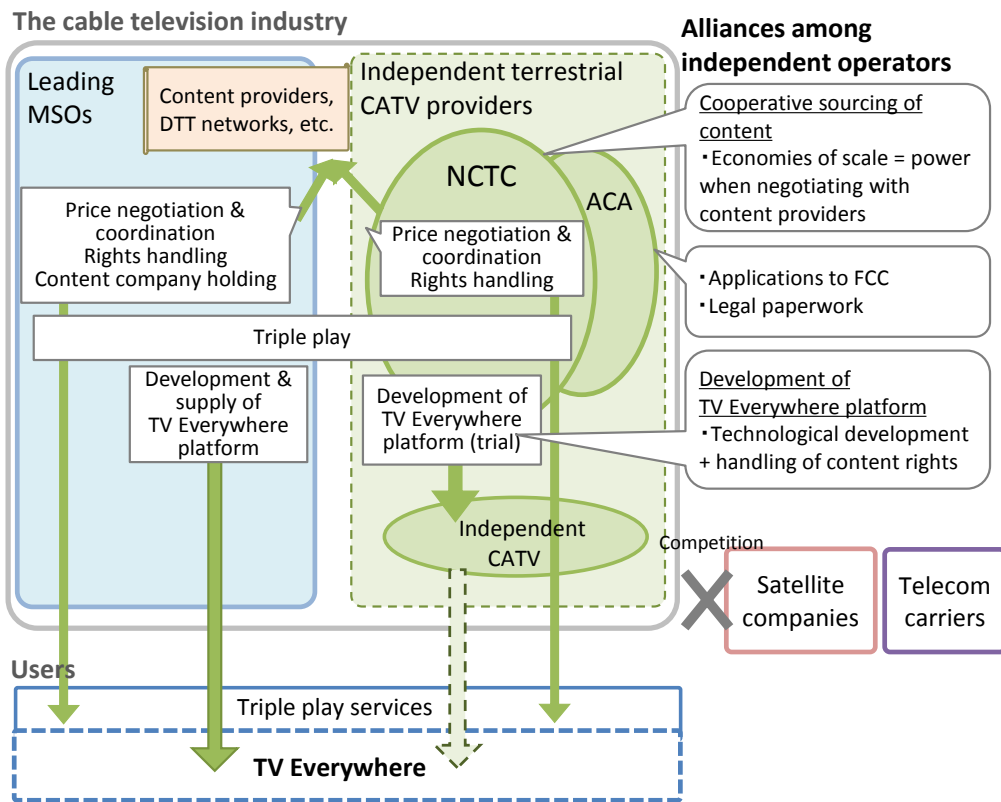 The cable television industry
Leading
MSOs
Content providers,
DTT networks, etc.
Independent terrestrial
CATV providers
NCTC
ACA
Price negotiation &
coordination
Rights handling
Content company holding
Price negotiation &
coordination
Rights handling
Triple play
Development &
supply of
TV Everywhere
platform
Development of
TV Everywhere
platform (trial)
Independent
CATV
Alliances among
independent operators
Cooperative sourcing of
content
・Economies of scale = power
when negotiating with
content providers
・Applications to FCC
・Legal paperwork
Development of
TV Everywhere platform
・Technological development
+ handling of content rights
Competition
Satellite
companies
Telecom
carriers
Users
Triple play services
TV Everywhere